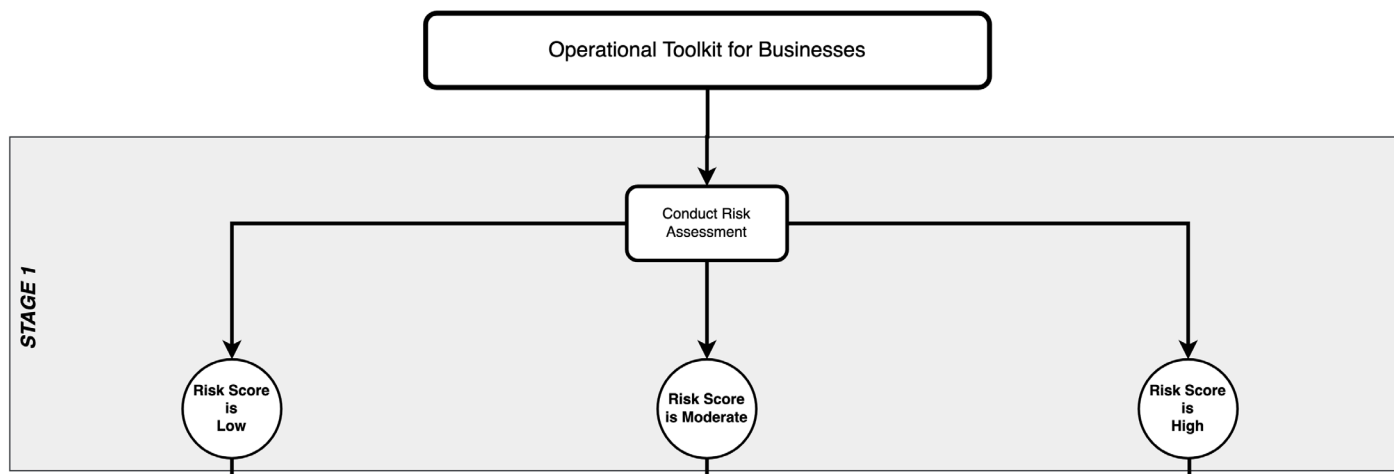 Operational Toolkit for Businesses
Conduct Risk
Assessment
STAGE 1
Risk Score
is
Low
Risk Score
is Moderate
Risk Score
is
High